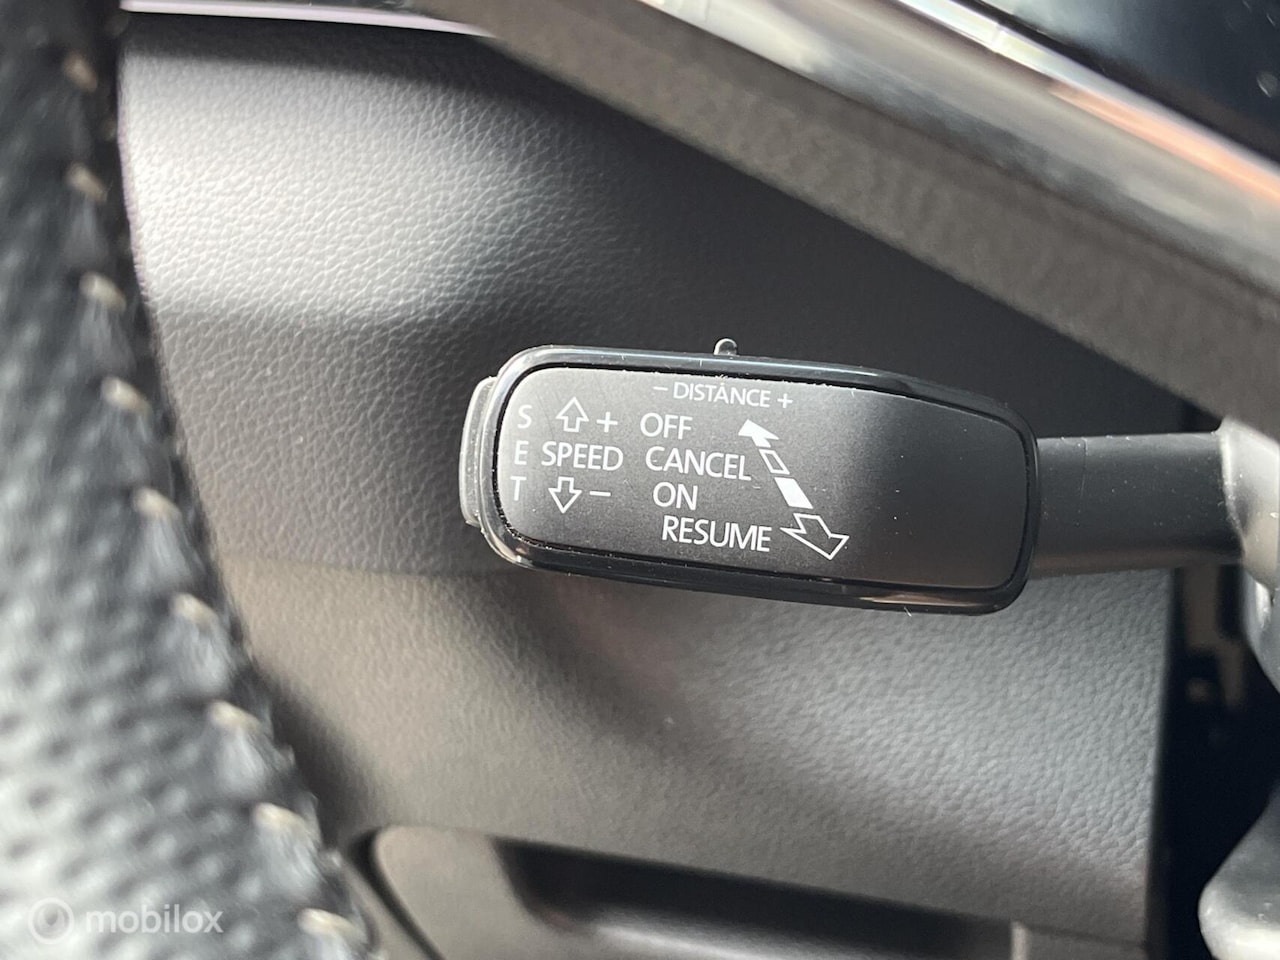 − DISTANCE +
S + OFF
E SPEED CANCEL
T − ON
RESUME
mobilox